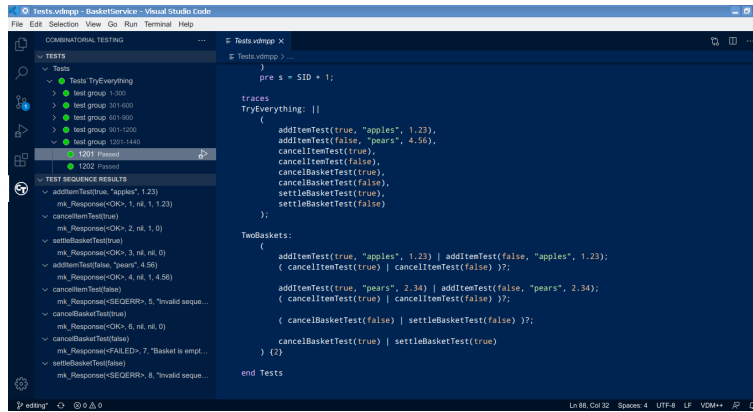 Tests.vdmpp - BasketService - Visual Studio Code
File Edit Selection View Go Run Terminal Help
COMBINATORIAL TESTING ...
TESTS
Tests
Tests`TryEverything
test group 1-300
test group 301-600
test group 601-900
test group 901-1200
test group 1201-1440
1201 Passed
1202 Passed
TEST SEQUENCE RESULTS
addItemTest(true, "apples", 1.23)
mk_Response(<OK>, 1, nil, 1, 1.23)
cancelItemTest(true)
mk_Response(<OK>, 2, nil, 1, 0)
settleBasketTest(true)
mk_Response(<OK>, 3, nil, nil, 0)
addItemTest(false, "pears", 4.56)
mk_Response(<OK>, 4, nil, 1, 4.56)
cancelItemTest(false)
mk_Response(<SEQERR>, 5, "Invalid seque...
cancelBasketTest(true)
mk_Response(<OK>, 6, nil, nil, 0)
cancelBasketTest(false)
mk_Response(<FAILED>, 7, "Basket is empt...
settleBasketTest(false)
mk_Response(<SEQERR>, 8, "Invalid seque...
Tests.vdmpp ×
Tests.vdmpp > ...
)
pre s = SID + 1;
traces
TryEverything: ||
(
addItemTest(true, "apples", 1.23),
addItemTest(false, "pears", 4.56),
cancelItemTest(true),
cancelItemTest(false),
cancelBasketTest(true),
cancelBasketTest(false),
settleBasketTest(true),
settleBasketTest(false)
);
TwoBaskets:
(
addItemTest(true, "apples", 1.23) | addItemTest(false, "apples", 1.23);
( cancelItemTest(true) | cancelItemTest(false) )?;
addItemTest(true, "pears", 2.34) | addItemTest(false, "pears", 2.34);
( cancelItemTest(true) | cancelItemTest(false) )?;
( cancelBasketTest(false) | settleBasketTest(false) )?;
cancelBasketTest(true) | settleBasketTest(true)
) {2}
end Tests
editing* 0 0 0 Ln 88, Col 32 Spaces: 4 UTF-8 LF VDM++